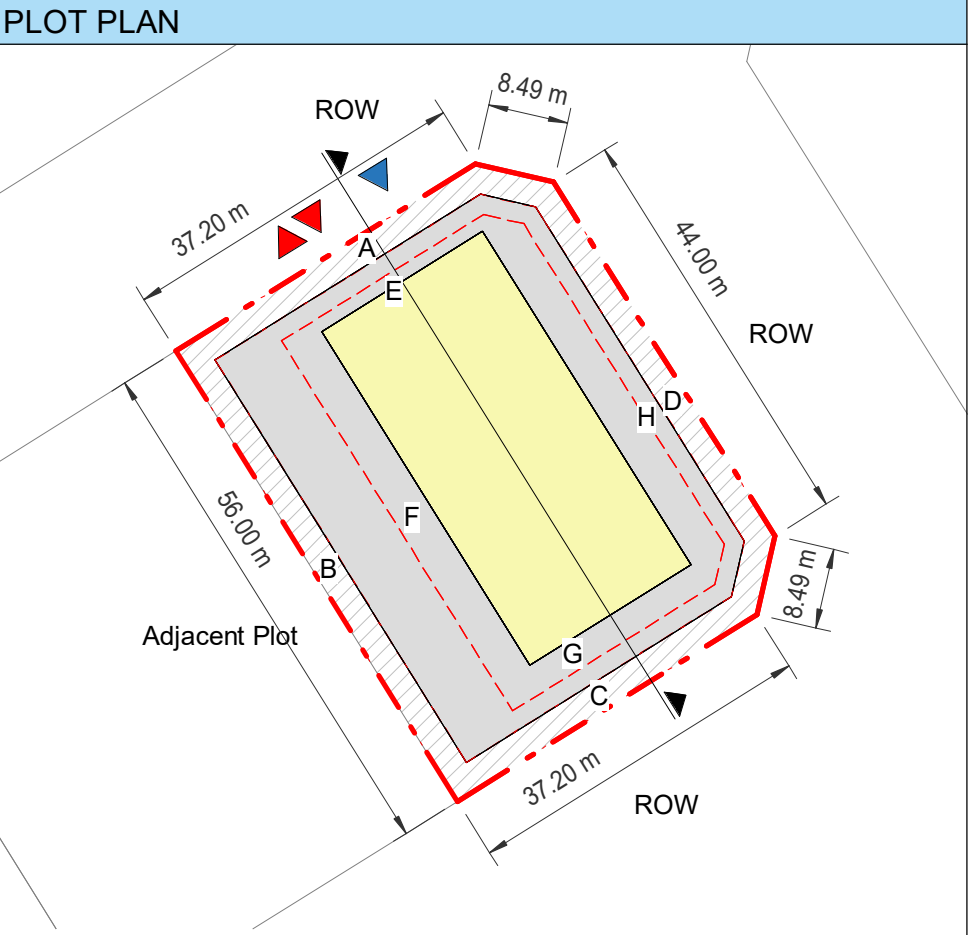 PLOT PLAN
8.49 m
ROW
37.20 m
A
E
44.00 m
ROW
D
H
F
56.00 m
B
8.49 m
Adjacent Plot
G
C
37.20 m
ROW